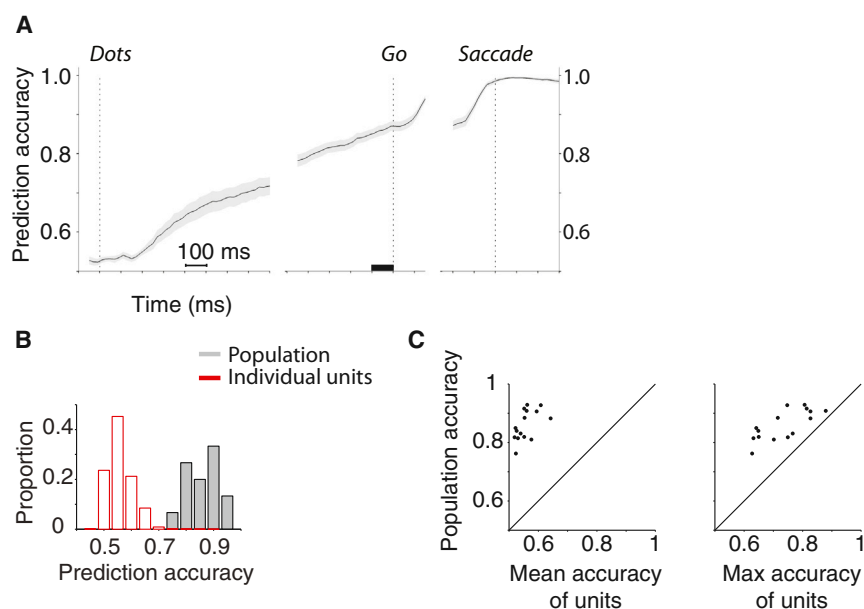 A
Dots Go Saccade
Prediction accuracy
1.0 1.0
0.8 0.8
0.6 0.6
100 ms
Time (ms)
B
Population
Individual units
Proportion
0.4
0.2
0
0.5 0.7 0.9
Prediction accuracy
C
Population accuracy
1
0.8
0.6
0.6 0.8 1
Mean accuracy
of units
0.6 0.8 1
Max accuracy
of units